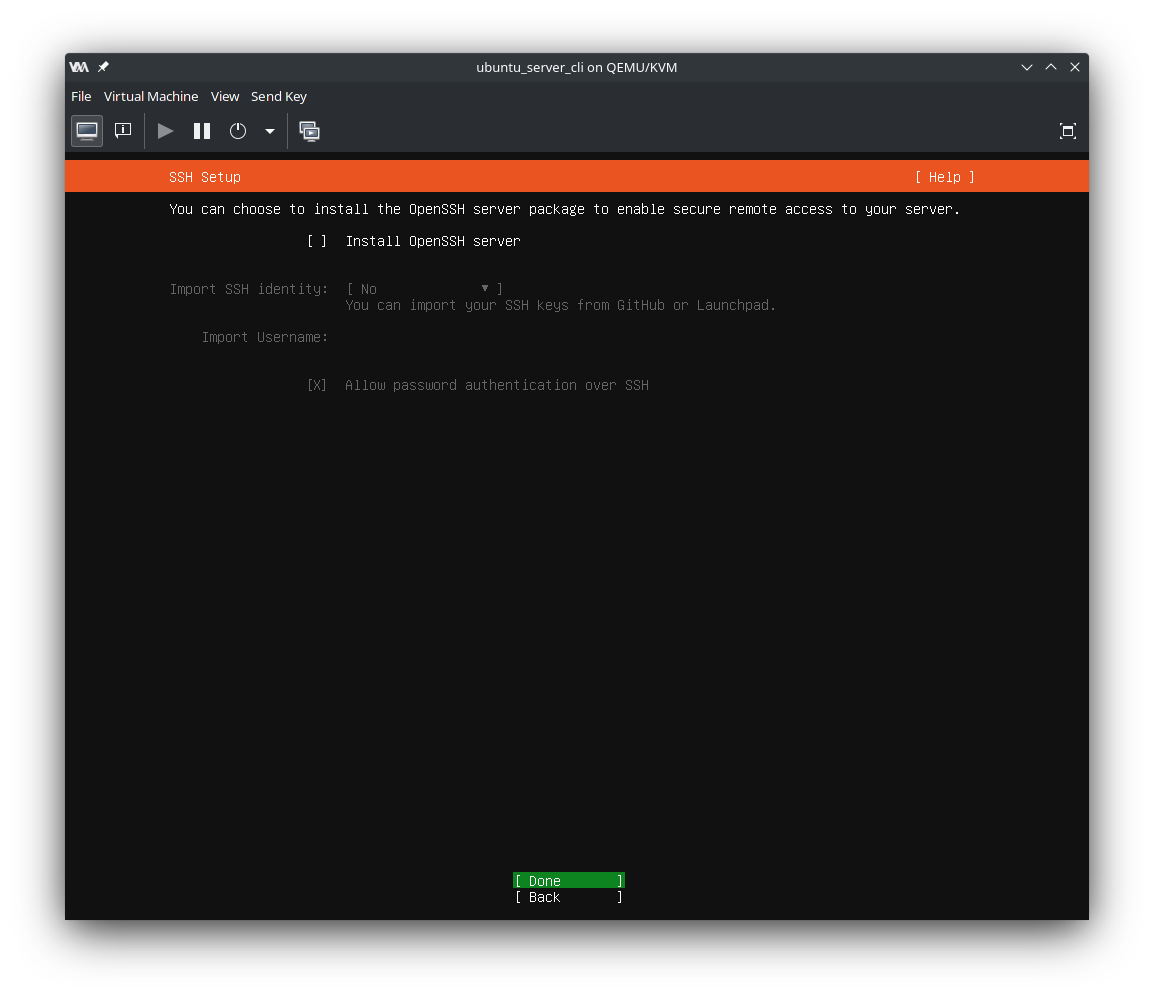 ubuntu_server_cli on QEMU/KVM
File Virtual Machine View Send Key
SSH Setup [ Help ]
You can choose to install the OpenSSH server package to enable secure remote access to your server.
[ ] Install OpenSSH server
Import SSH identity: [ No ▾ ]
You can import your SSH keys from GitHub or Launchpad.
Import Username:
[X] Allow password authentication over SSH
[ Done ]
[ Back ]